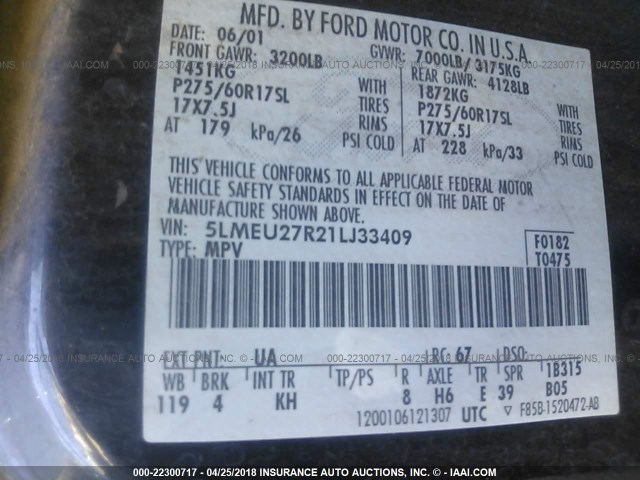 MFD. BY FORD MOTOR CO. IN U.S.A.
DATE: 06/01 GVWR: 7000LB/ 3175KG
FRONT GAWR: 3200LB REAR GAWR: 4128LB
1451KG WITH 1872KG WITH
P275/60R17SL TIRES P275/60R17SL TIRES
17X7.5J RIMS 17X7.5J RIMS
AT 179 kPa/26 PSI COLD AT 228 kPa/33 PSI COLD
THIS VEHICLE CONFORMS TO ALL APPLICABLE FEDERAL MOTOR
VEHICLE SAFETY STANDARDS IN EFFECT ON THE DATE OF
MANUFACTURE SHOWN ABOVE.
VIN: 5LMEU27R21LJ33409 F0182
TYPE: MPV T0475
EXT PNT: UA RC: 67 DSO:
WB BRK INT TR TP/PS R AXLE TR SPR 1B315
119 4 KH 8 H6 E 39 B05
1200106121307 UTC ▽ F85B-1520472-AB
000-22300717 - 04/25/2018 INSURANCE AUTO AUCTIONS, INC. © - IAAI.COM